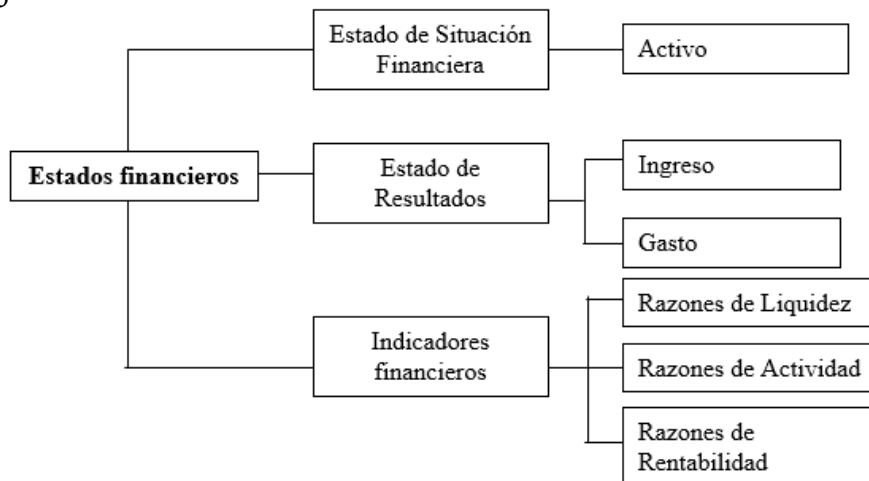 Estado de Situación
Financiera
Activo
Estados financieros
Estado de
Resultados
Ingreso
Gasto
Indicadores
financieros
Razones de Liquidez
Razones de Actividad
Razones de
Rentabilidad